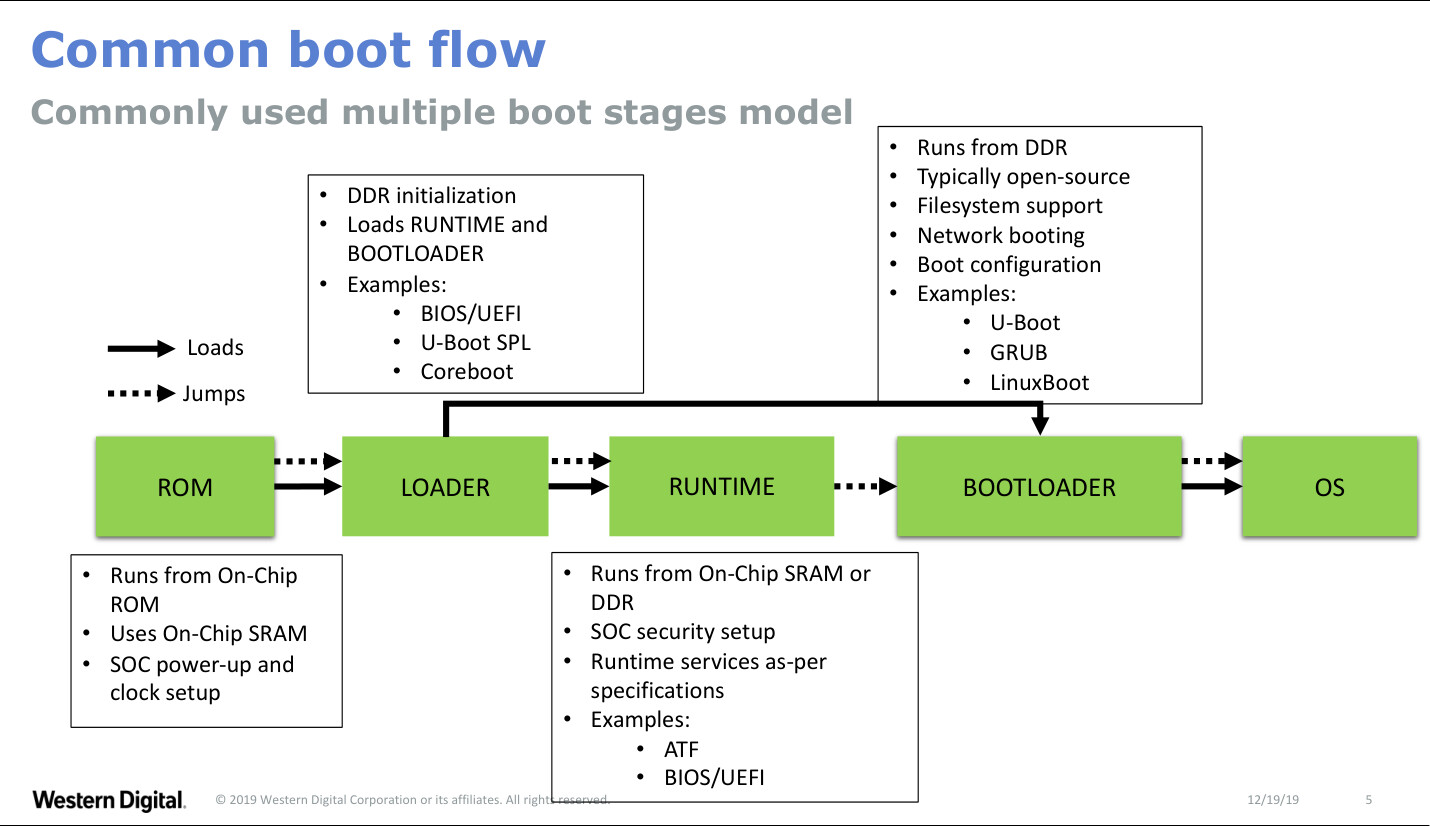 Common boot flow
Commonly used multiple boot stages model
• DDR initialization
• Loads RUNTIME and
BOOTLOADER
• Examples:
• BIOS/UEFI
• U-Boot SPL
• Coreboot
• Runs from DDR
• Typically open-source
• Filesystem support
• Network booting
• Boot configuration
• Examples:
• U-Boot
• GRUB
• LinuxBoot
Loads
Jumps
ROM
LOADER
RUNTIME
BOOTLOADER
OS
• Runs from On-Chip
ROM
• Uses On-Chip SRAM
• SOC power-up and
clock setup
• Runs from On-Chip SRAM or
DDR
• SOC security setup
• Runtime services as-per
specifications
• Examples:
• ATF
• BIOS/UEFI
Western Digital.
© 2019 Western Digital Corporation or its affiliates. All rights reserved.
12/19/19
5